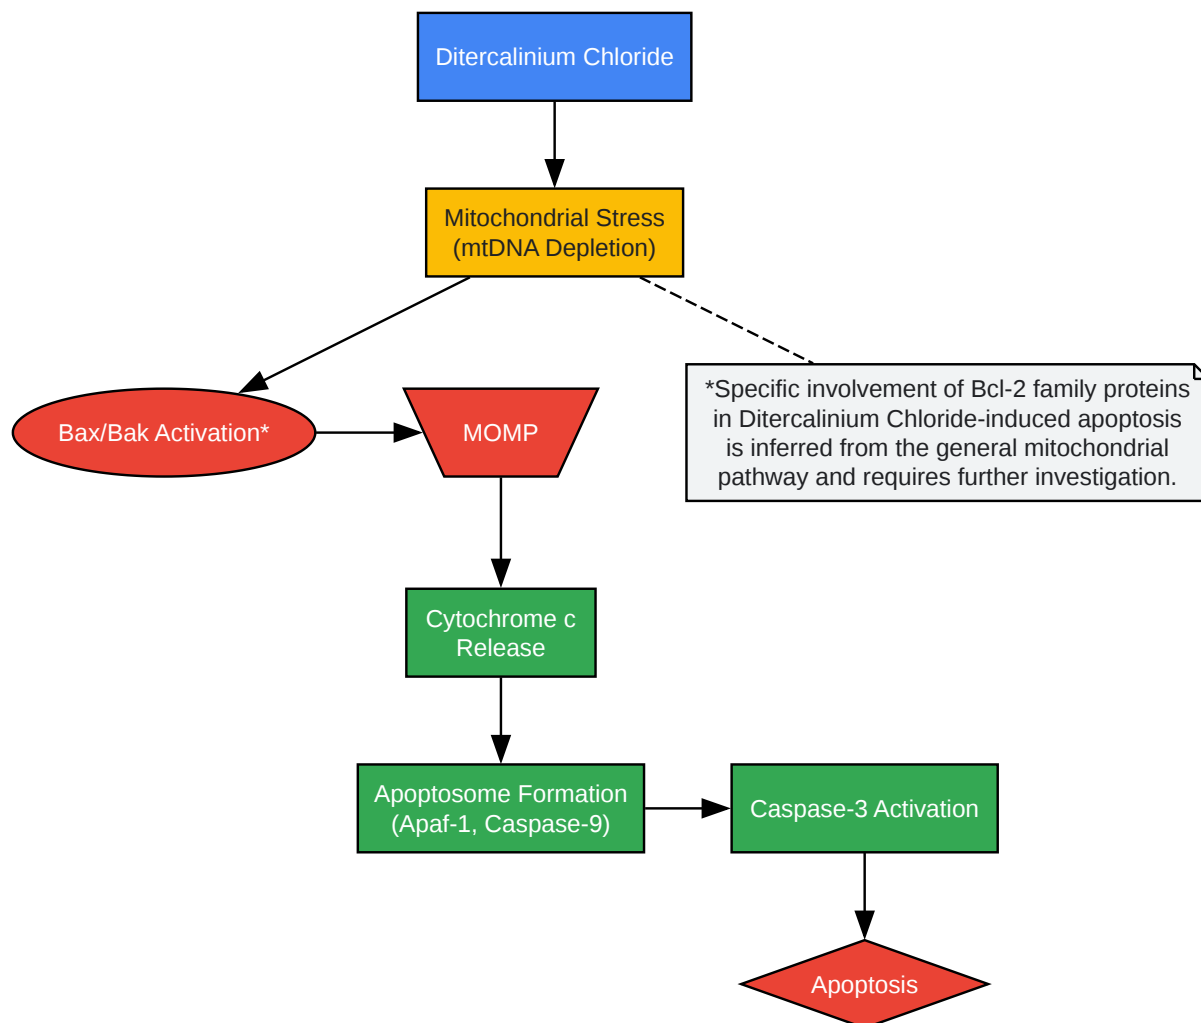 Ditercalinium Chloride
Mitochondrial Stress
(mtDNA Depletion)
*Specific involvement of Bcl-2 family proteins
in Ditercalinium Chloride-induced apoptosis
is inferred from the general mitochondrial
pathway and requires further investigation.
Bax/Bak Activation*
MOMP
Cytochrome c
Release
Apoptosome Formation
(Apaf-1, Caspase-9)
Caspase-3 Activation
Apoptosis